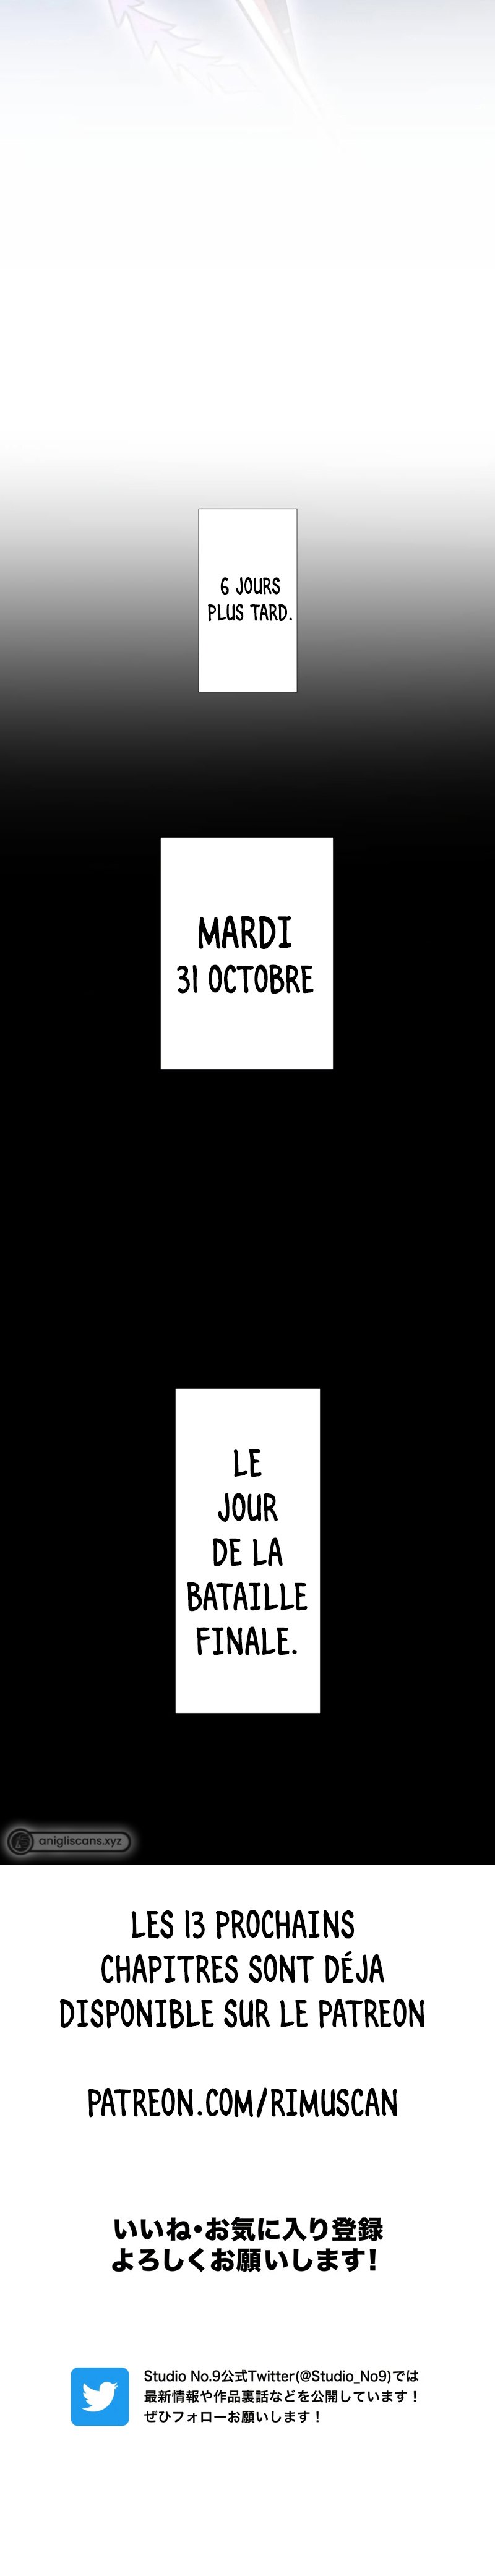 6 JOURS
PLUS TARD.
MARDI
31 OCTOBRE
LE
JOUR
DE LA
BATAILLE
FINALE.
anigliscans.xyz
LES 13 PROCHAINS
CHAPITRES SONT DÉJA
DISPONIBLE SUR LE PATREON
PATREON.COM/RIMUSCAN
いいね・お気に入り登録
よろしくお願いします!
Studio No.9公式Twitter(@Studio_No9)では
最新情報や作品裏話などを公開しています!
ぜひフォローお願いします!